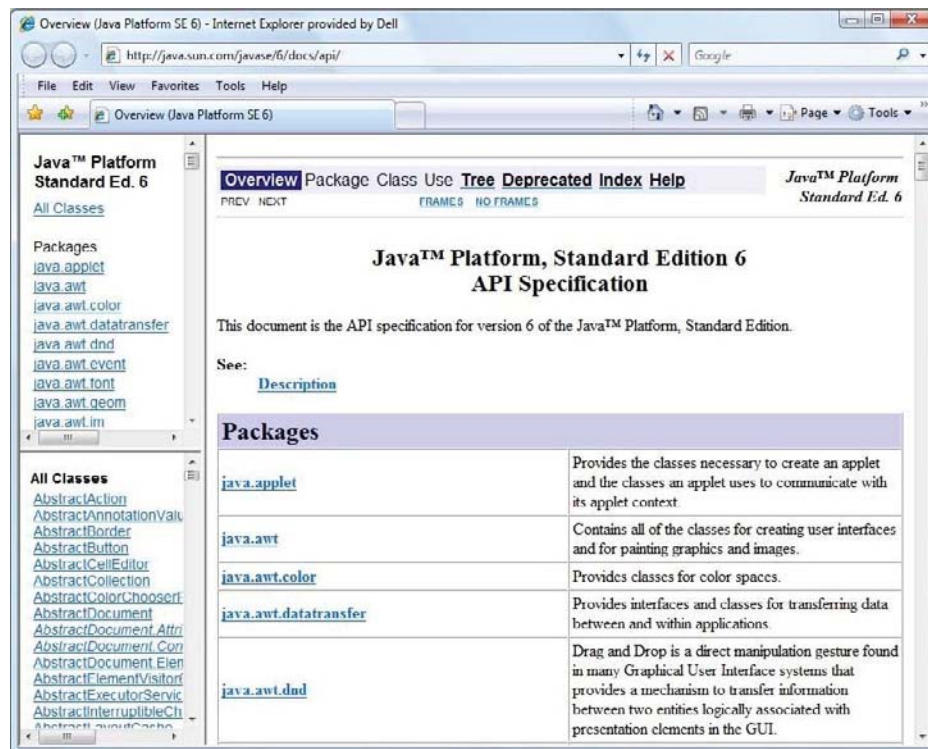 Overview (Java Platform SE 6) - Internet Explorer provided by Dell
http://java.sun.com/javase/6/docs/api/
Google
File Edit View Favorites Tools Help
Overview (Java Platform SE 6)
Page Tools
Java™ Platform
Standard Ed. 6
All Classes
Packages
java.applet
java.awt
java.awt.color
java.awt.datatransfer
java.awt.dnd
java.awt.event
java.awt.font
java.awt.geom
java.awt.im
All Classes
AbstractAction
AbstractAnnotationValu
AbstractBorder
AbstractButton
AbstractCellEditor
AbstractCollection
AbstractColorChooserF
AbstractDocument
AbstractDocument.Attri
AbstractDocument.Con
AbstractDocument.Elen
AbstractElementVisitor
AbstractExecutorServic
AbstractInterruptibleCh
AbstractLayoutCache
Overview Package Class Use Tree Deprecated Index Help
PREV NEXT FRAMES NO FRAMES
Java™ Platform
Standard Ed. 6
Java™ Platform, Standard Edition 6
API Specification
This document is the API specification for version 6 of the Java™ Platform, Standard Edition.
See:
Description
Packages
java.applet
Provides the classes necessary to create an applet
and the classes an applet uses to communicate with
its applet context.
java.awt
Contains all of the classes for creating user interfaces
and for painting graphics and images.
java.awt.color
Provides classes for color spaces.
java.awt.datatransfer
Provides interfaces and classes for transferring data
between and within applications.
java.awt.dnd
Drag and Drop is a direct manipulation gesture found
in many Graphical User Interface systems that
provides a mechanism to transfer information
between two entities logically associated with
presentation elements in the GUI.